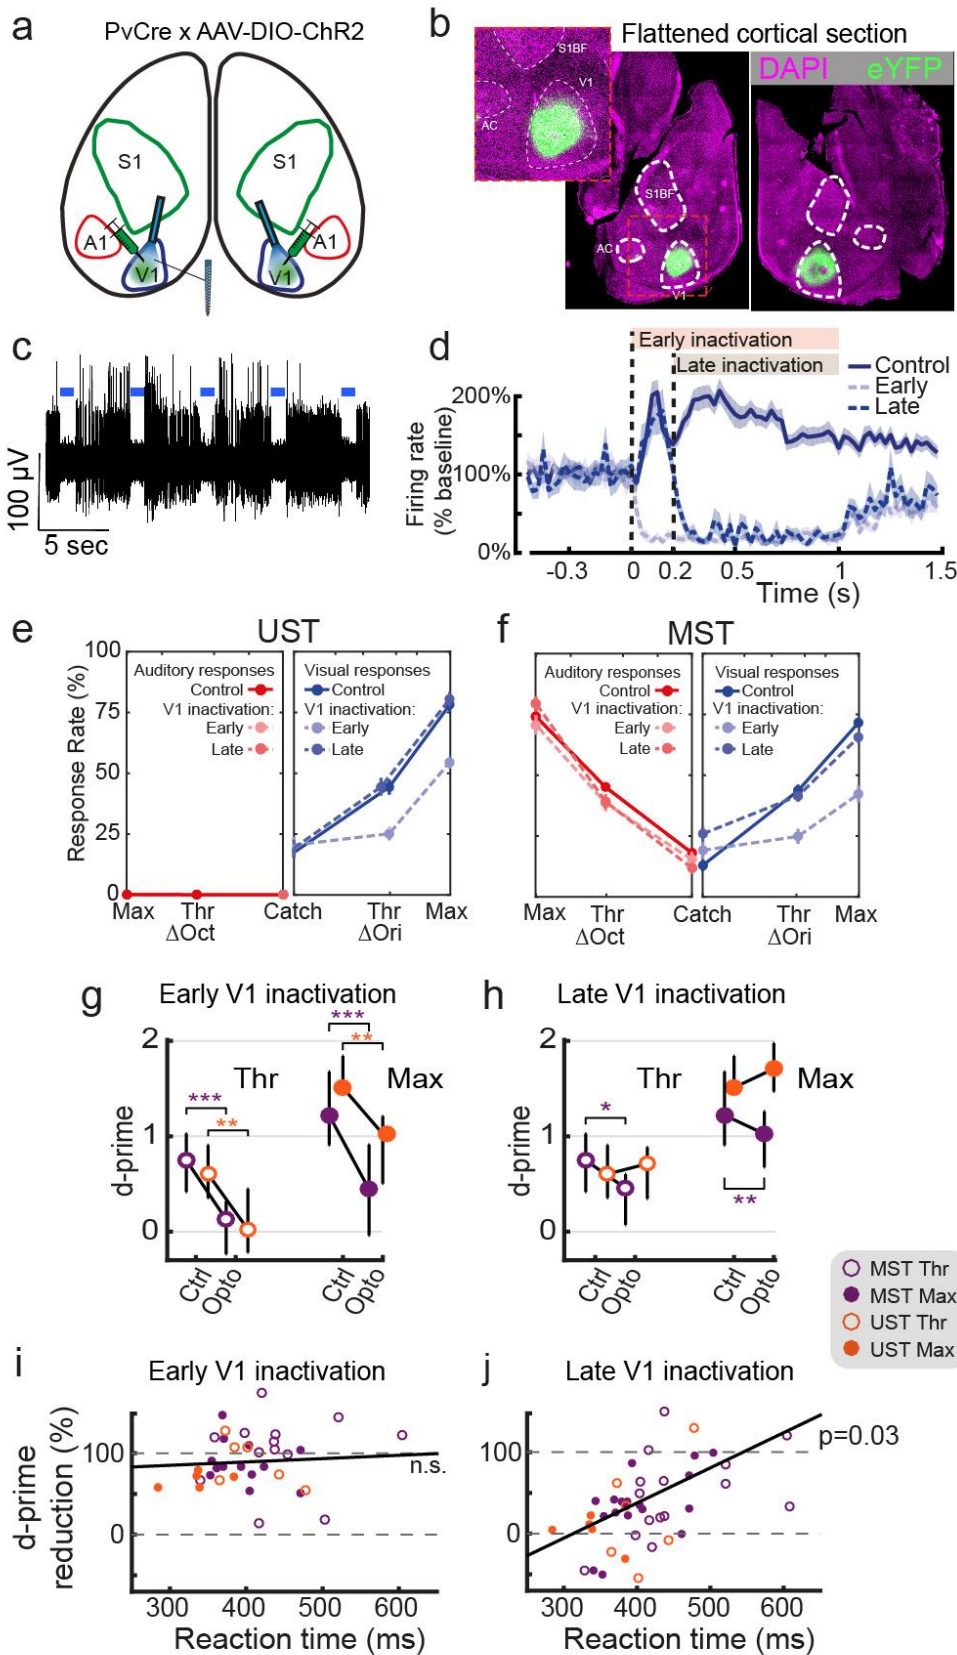 a
PvCre x AAV-DIO-ChR2
S1
S1
A1
A1
V1
V1
b
Flattened cortical section
DAPI
eYFP
S1BF
V1
AC
S1BF
AC
V1
c
100 µV
5 sec
d
Early inactivation
Late inactivation
Control
Early
Late
Firing rate
(% baseline)
200%
100%
0%
-0.3
0
0.2
0.5
1
1.5
Time (s)
e
UST
Response Rate (%)
100
75
50
25
0
Auditory responses
Control
V1 inactivation:
Early
Late
Visual responses
Control
V1 inactivation:
Early
Late
Max
Thr
Catch
Thr
Max
ΔOct
ΔOri
f
MST
Auditory responses
Control
V1 inactivation:
Early
Late
Visual responses
Control
V1 inactivation:
Early
Late
Max
Thr
Catch
Thr
Max
ΔOct
ΔOri
g
Early V1 inactivation
d-prime
2
1
0
***
**
Thr
***
**
Max
Ctrl
Opto
Ctrl
Opto
h
Late V1 inactivation
d-prime
2
1
0
*
Thr
**
Max
Ctrl
Opto
Ctrl
Opto
MST Thr
MST Max
UST Thr
UST Max
i
Early V1 inactivation
d-prime
reduction (%)
100
0
n.s.
300
400
500
600
Reaction time (ms)
j
Late V1 inactivation
100
0
p=0.03
300
400
500
600
Reaction time (ms)